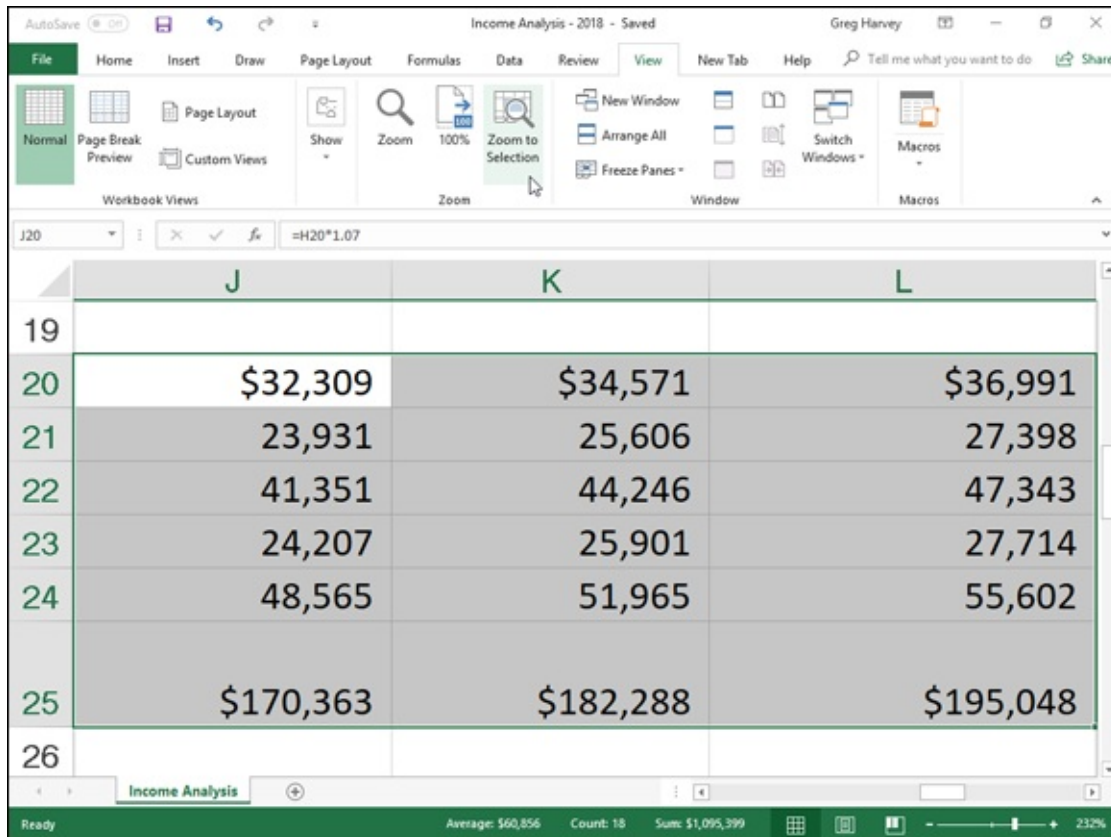 AutoSave Off Income Analysis - 2018 - Saved Greg Harvey
File Home Insert Draw Page Layout Formulas Data Review View New Tab Help Tell me what you want to do Share
Normal Page Break Preview Page Layout Custom Views Show Zoom 100 100% Zoom to Selection New Window Arrange All Freeze Panes Switch Windows Macros
Workbook Views Zoom Window Macros
J20 fx =H20*1.07
J K L
19
20 $32,309 $34,571 $36,991
21 23,931 25,606 27,398
22 41,351 44,246 47,343
23 24,207 25,901 27,714
24 48,565 51,965 55,602
25 $170,363 $182,288 $195,048
26
Income Analysis
Ready Average: $60,856 Count: 18 Sum: $1,095,399 232%